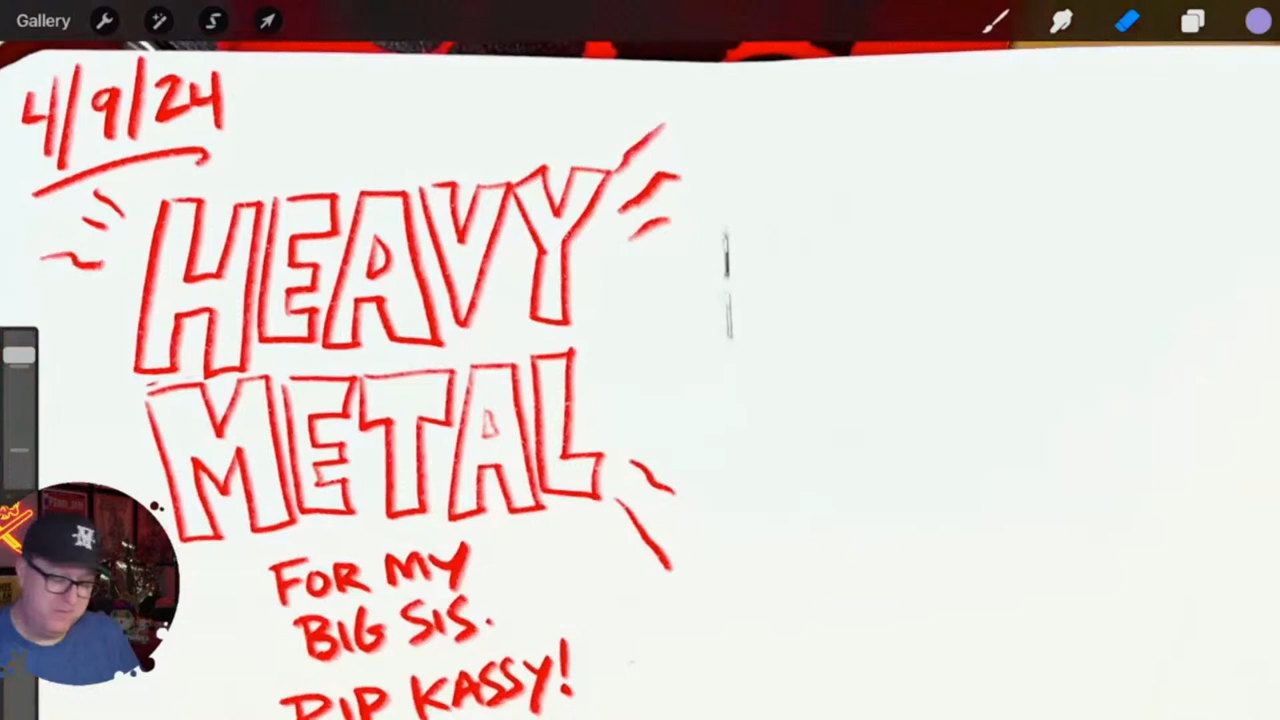 Gallery
4/9/24
HEAVY
METAL
FOR MY
BIG SIS.
RIP KASSY!